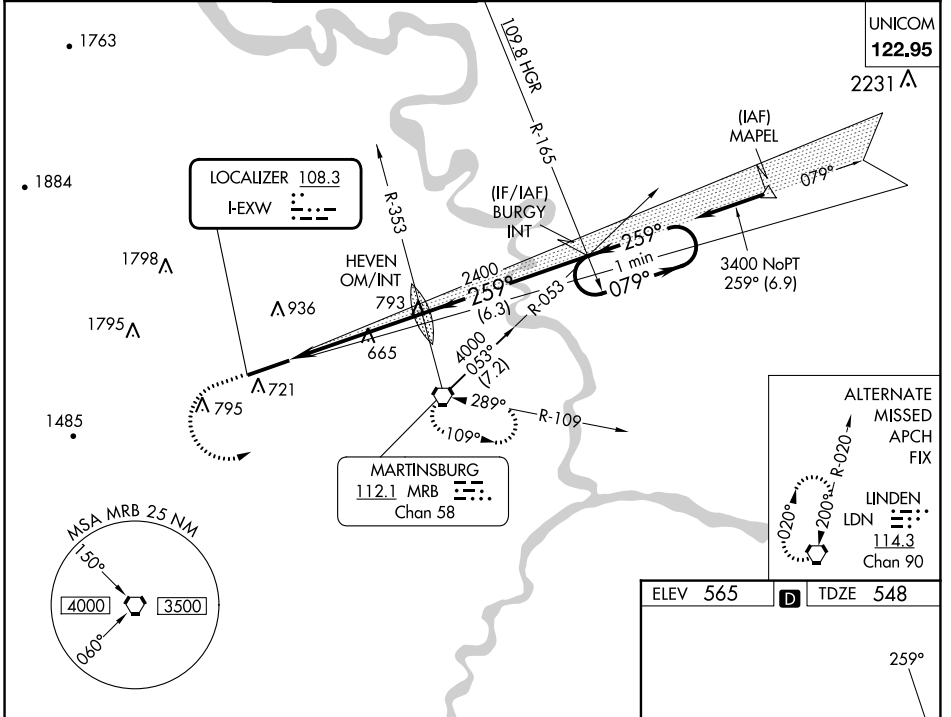 1763
109.8 HGR
R-165
UNICOM
122.95
2231
(IAF)
MAPEL
079°
LOCALIZER 108.3
I-EXW
1884
R-353
(IF/IAF)
BURGY
INT
259°
1 min
079°
3400 NoPT
259° (6.9)
1798
HEVEN
OM/INT
793
2400
259°
(6.3)
R-053
936
1795
665
4000
053°
(7.2)
721
795
1485
289°
R-109
109°
MARTINSBURG
112.1 MRB
Chan 58
ALTERNATE
MISSED
APCH
FIX
R-020
020°
200°
LINDEN
LDN
114.3
Chan 90
MSA MRB 25 NM
150°
4000
3500
060°
ELEV 565
D
TDZE 548
259°